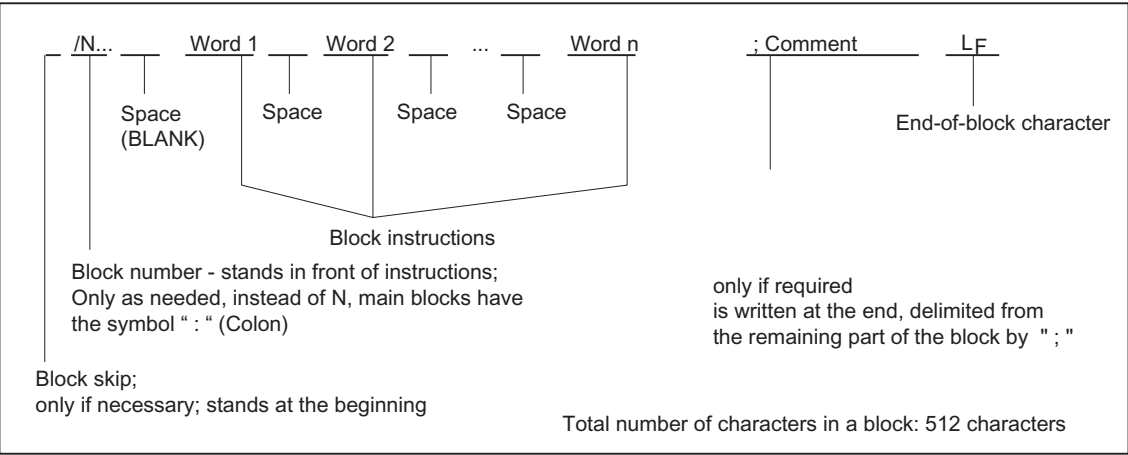 /N... Word 1 Word 2 ... Word n ; Comment LF
Space Space Space Space
(BLANK)
End-of-block character
Block instructions
Block number - stands in front of instructions;
Only as needed, instead of N, main blocks have
the symbol “ : “ (Colon)
only if required
is written at the end, delimited from
the remaining part of the block by " ; "
Block skip;
only if necessary; stands at the beginning
Total number of characters in a block: 512 characters